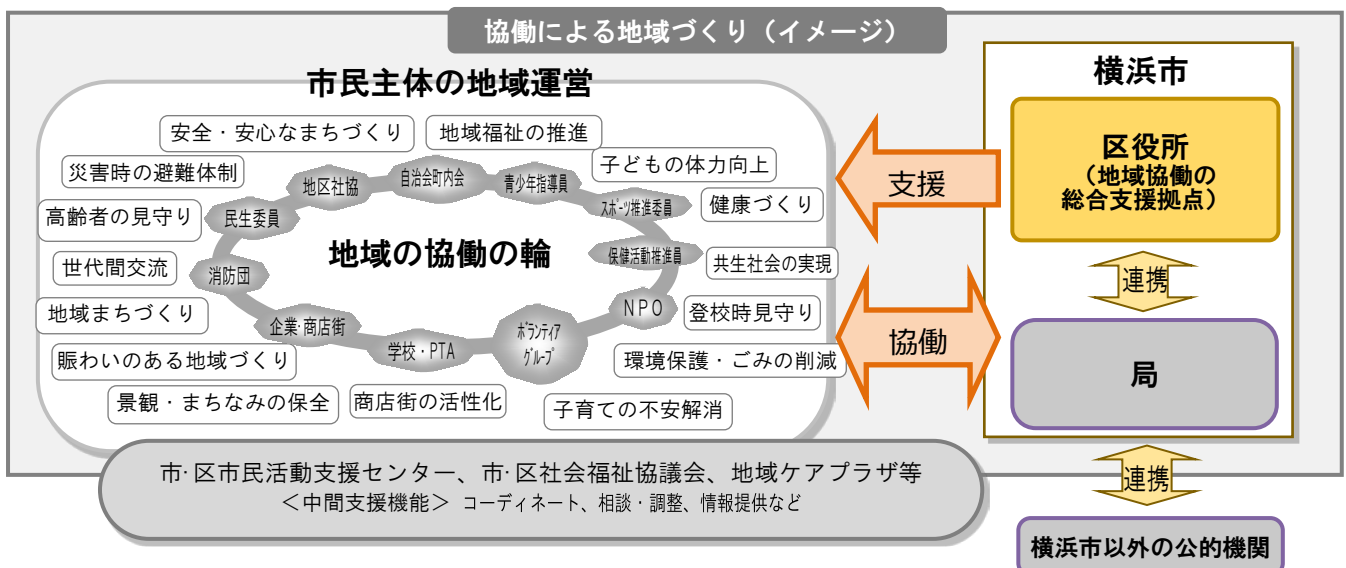 協働による地域づくり（イメージ）
市民主体の地域運営
安全・安心なまちづくり
地域福祉の推進
災害時の避難体制
子どもの体力向上
高齢者の見守り
健康づくり
世代間交流
共生社会の実現
地域まちづくり
登校時見守り
賑わいのある地域づくり
環境保護・ごみの削減
景観・まちなみの保全
商店街の活性化
子育ての不安解消
地区社協
自治会町内会
青少年指導員
スポーツ推進委員
民生委員
保健活動推進員
消防団
NPO
企業・商店街
学校・PTA
ボランティア
グループ
地域の協働の輪
支援
協働
横浜市
区役所
（地域協働の
総合支援拠点）
連携
局
連携
横浜市以外の公的機関
市・区市民活動支援センター、市・区社会福祉協議会、地域ケアプラザ等
＜中間支援機能＞ コーディネート、相談・調整、情報提供など